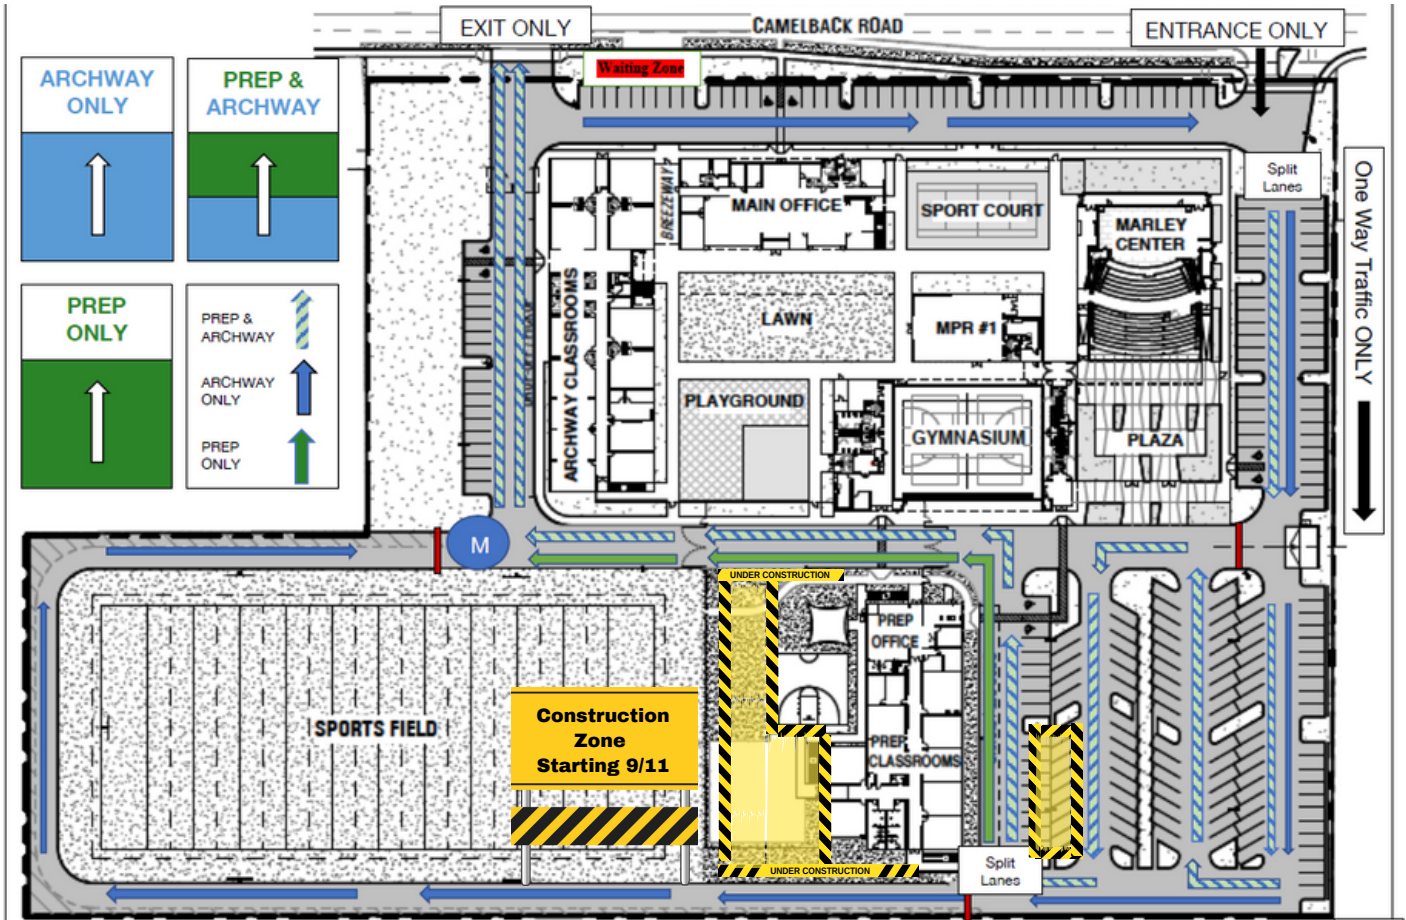 EXIT ONLY
CAMELBACK ROAD
ENTRANCE ONLY
Waiting Zone
ARCHWAY
ONLY
PREP &
ARCHWAY
Split
Lanes
One Way Traffic ONLY
BREEZEWAY
MAIN OFFICE
SPORT COURT
MARLEY
CENTER
PREP
ONLY
PREP &
ARCHWAY
ARCHWAY
ONLY
PREP
ONLY
ARCHWAY CLASSROOMS
LAWN
MPR #1
PLAYGROUND
GYMNASIUM
PLAZA
M
UNDER CONSTRUCTION
PREP
OFFICE
SPORTS FIELD
Construction
Zone
Starting 9/11
PREP
CLASSROOMS
UNDER CONSTRUCTION
Split
Lanes